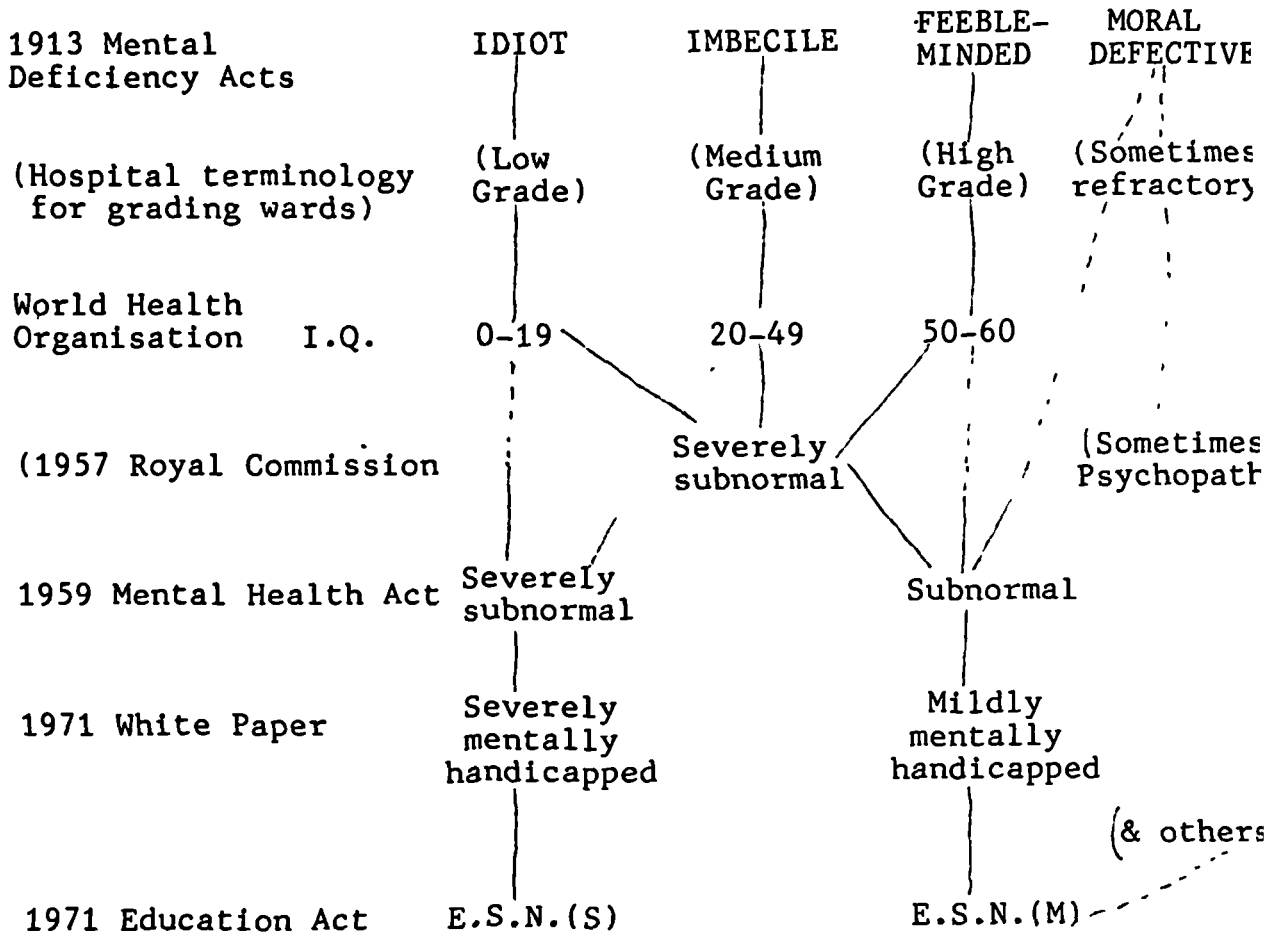 1913 Mental Deficiency Acts
IDIOT
IMBECILE
FEEBLE-
MINDED
MORAL
DEFECTIVE
(Hospital terminology
for grading wards)
(Low
Grade)
(Medium
Grade)
(High
Grade)
(Sometimes
refractory
World Health
Organisation I.Q.
0-19
20-49
50-60
(1957 Royal Commission
Severely
subnormal
(Sometimes
Psychopath
1959 Mental Health Act
Severely
subnormal
Subnormal
1971 White Paper
Severely
mentally
handicapped
Mildly
mentally
handicapped
(& others
1971 Education Act
E.S.N.(S)
E.S.N.(M)